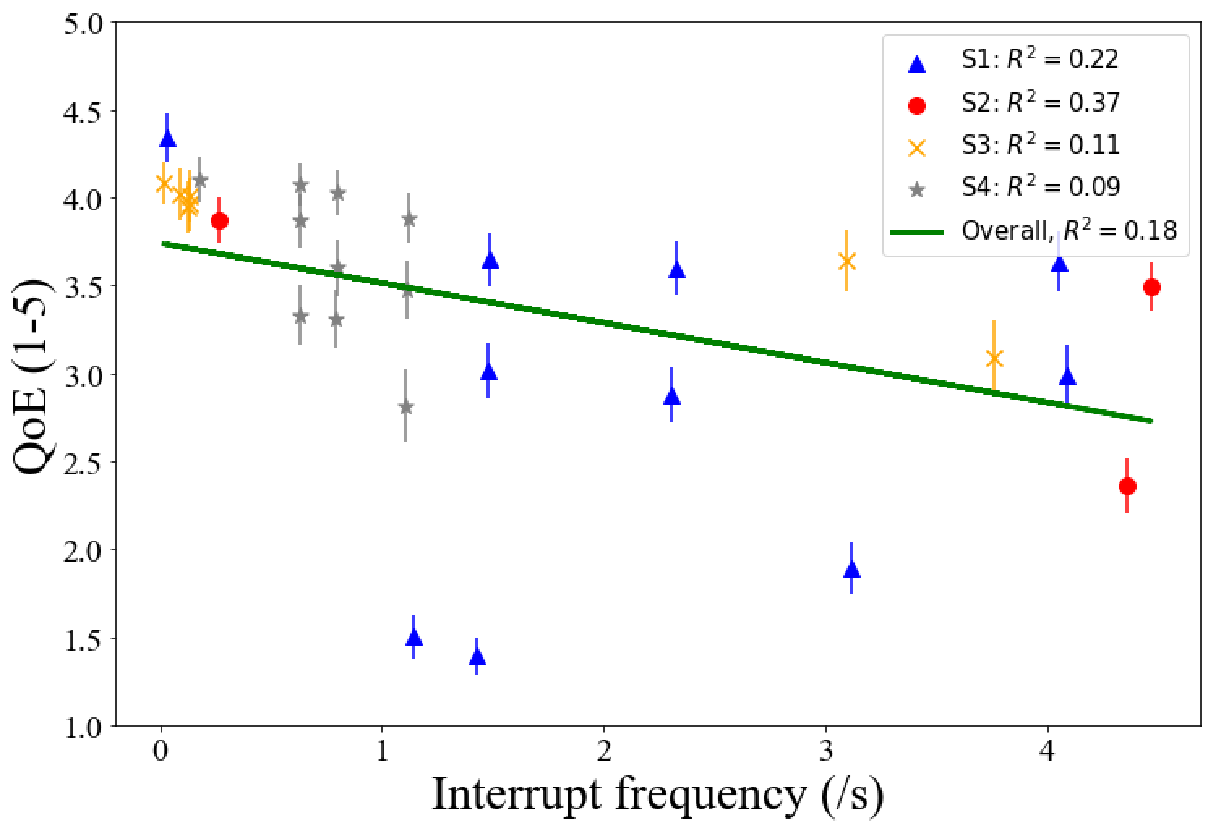 5.0
4.5
4.0
3.5
3.0
2.5
2.0
1.5
1.0
QoE (1-5)
S1: R² = 0.22
S2: R² = 0.37
S3: R² = 0.11
S4: R² = 0.09
Overall, R² = 0.18
0 1 2 3 4
Interrupt frequency (/s)